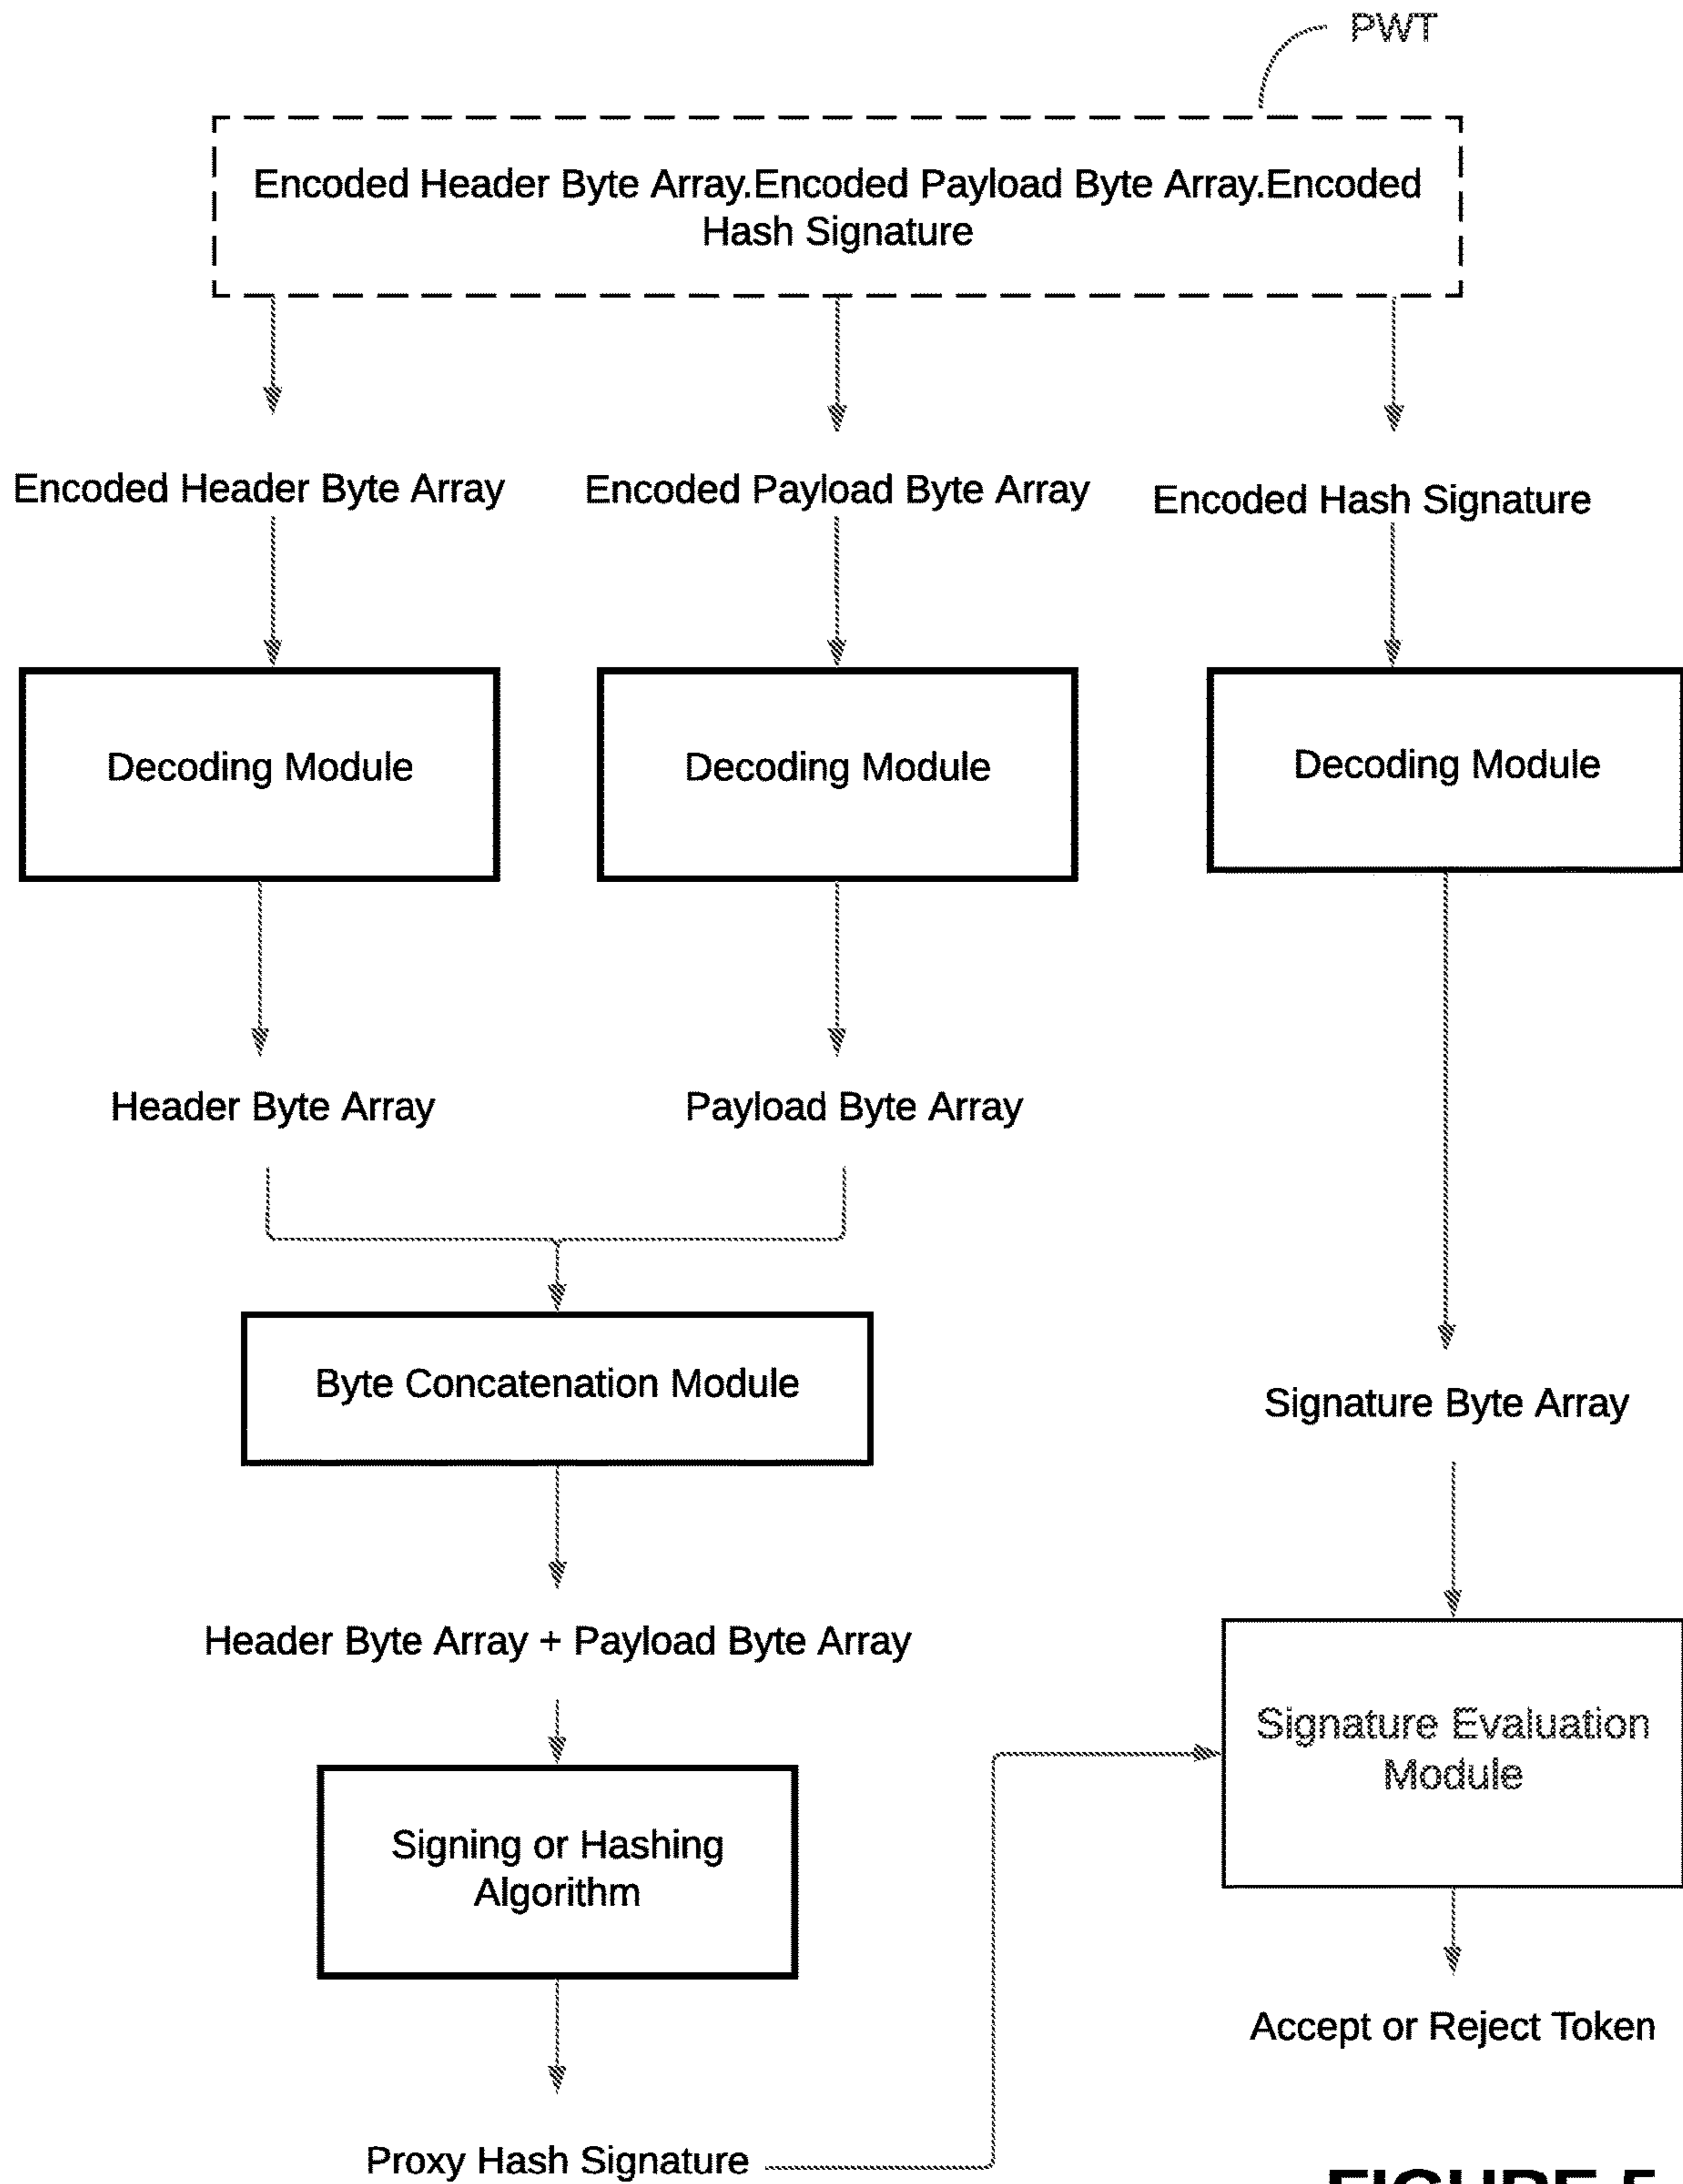 PWT
Encoded Header Byte Array.Encoded Payload Byte Array.Encoded
Hash Signature
Encoded Header Byte Array
Encoded Payload Byte Array
Encoded Hash Signature
Decoding Module
Decoding Module
Decoding Module
Header Byte Array
Payload Byte Array
Byte Concatenation Module
Signature Byte Array
Header Byte Array + Payload Byte Array
Signature Evaluation
Module
Signing or Hashing
Algorithm
Accept or Reject Token
Proxy Hash Signature
FIGURE 5